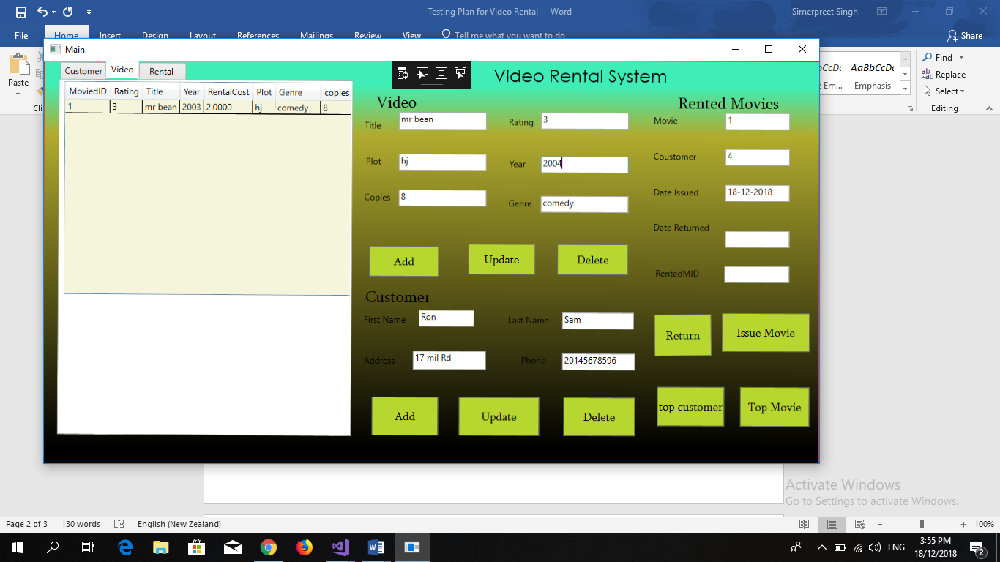 Testing Plan for Video Rental - Word
Simerpreet Singh
File Home Insert Design Layout References Mailings Review View Tell me what you want to do Share
Main
Paste
Find
Replace
Select
Editing
AaBbCcDc
Emphasis
Customer Video Rental
Video Rental System
MoviedID Rating Title Year RentalCost Plot Genre copies
1 3 mr bean 2003 2.0000 hj comedy 8
Video
Title mr bean Rating 3
Plot hj Year 2004
Copies 8 Genre comedy
Add Update Delete
Customer
First Name Ron Last Name Sam
Address 17 mil Rd Phone 20145678596
Add Update Delete
Rented Movies
Movie 1
Coustomer 4
Date Issued 18-12-2018
Date Returned
RentedMID
Return Issue Movie
top customer Top Movie
Activate Windows
Go to Settings to activate Windows.
Page 2 of 3 130 words English (New Zealand) 100%
ENG
3:55 PM
18/12/2018
2